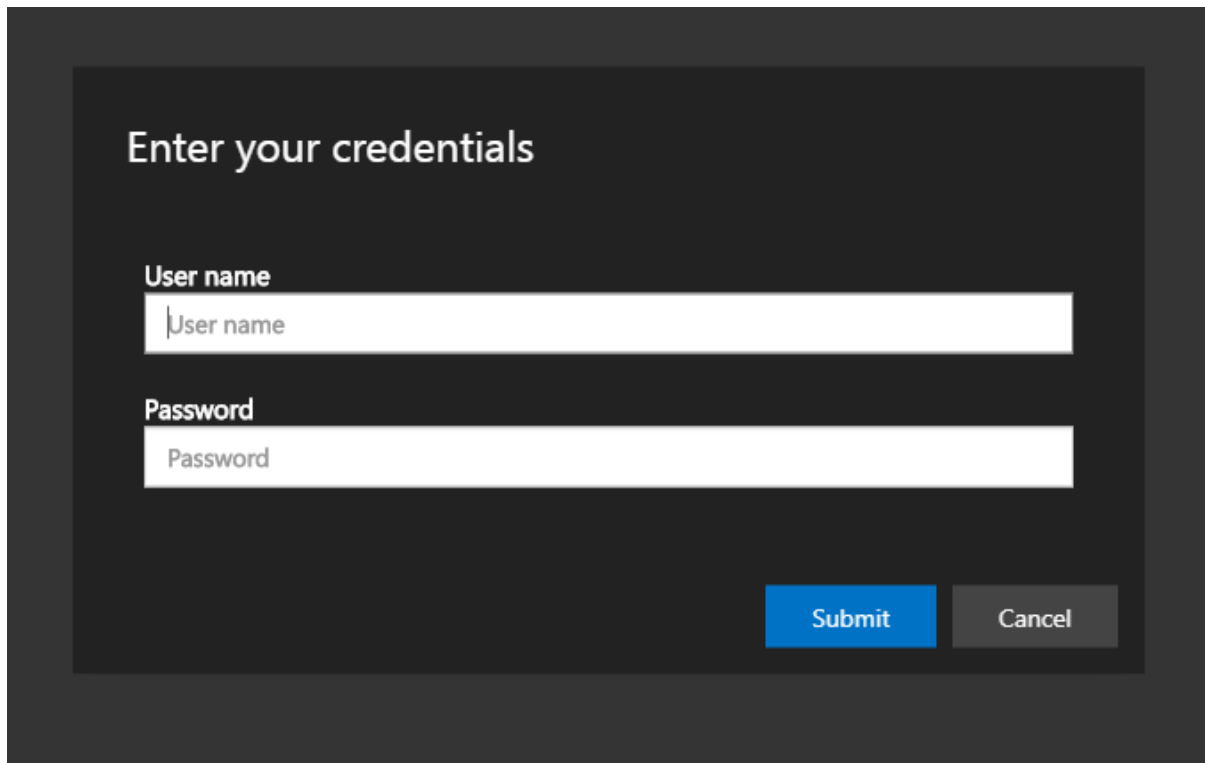 Enter your credentials
User name
User name
Password
Password
Submit Cancel